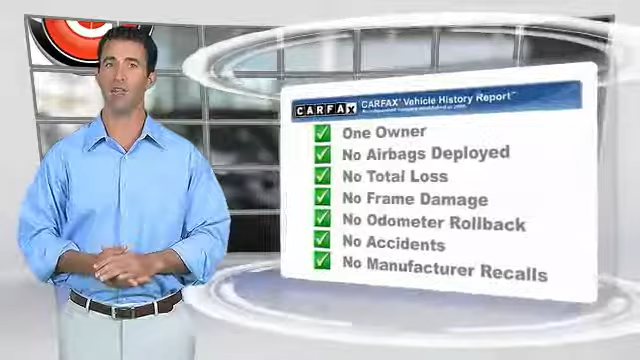 CARFAX CARFAX Vehicle History Report™
One Owner
No Airbags Deployed
No Total Loss
No Frame Damage
No Odometer Rollback
No Accidents
No Manufacturer Recalls